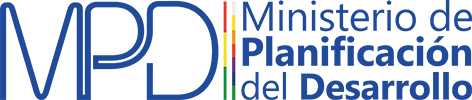 MPD
Ministerio de
Planificación
del Desarrollo